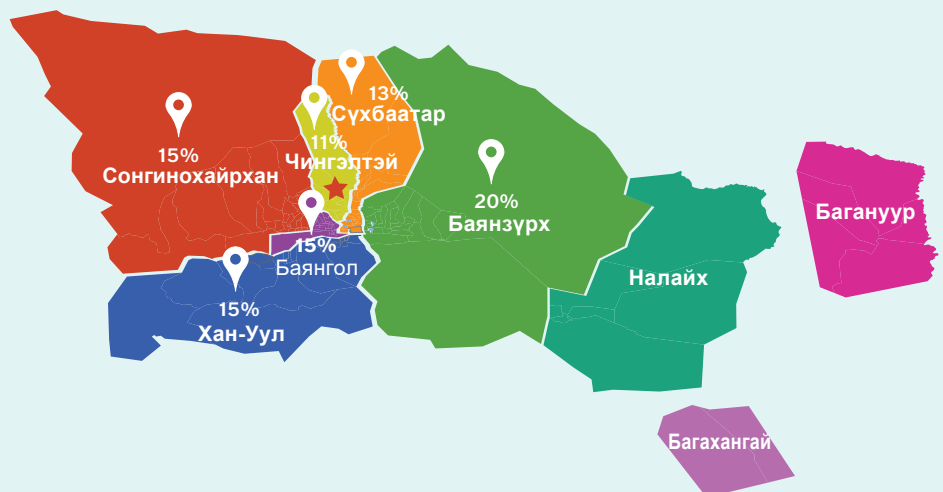 13%
Сүхбаатар
11%
Чингэлтэй
15%
Сонгинохайрхан
20%
Баянзүрх
Багануур
15%
Баянгол
Налайх
15%
Хан-Уул
Багахангай